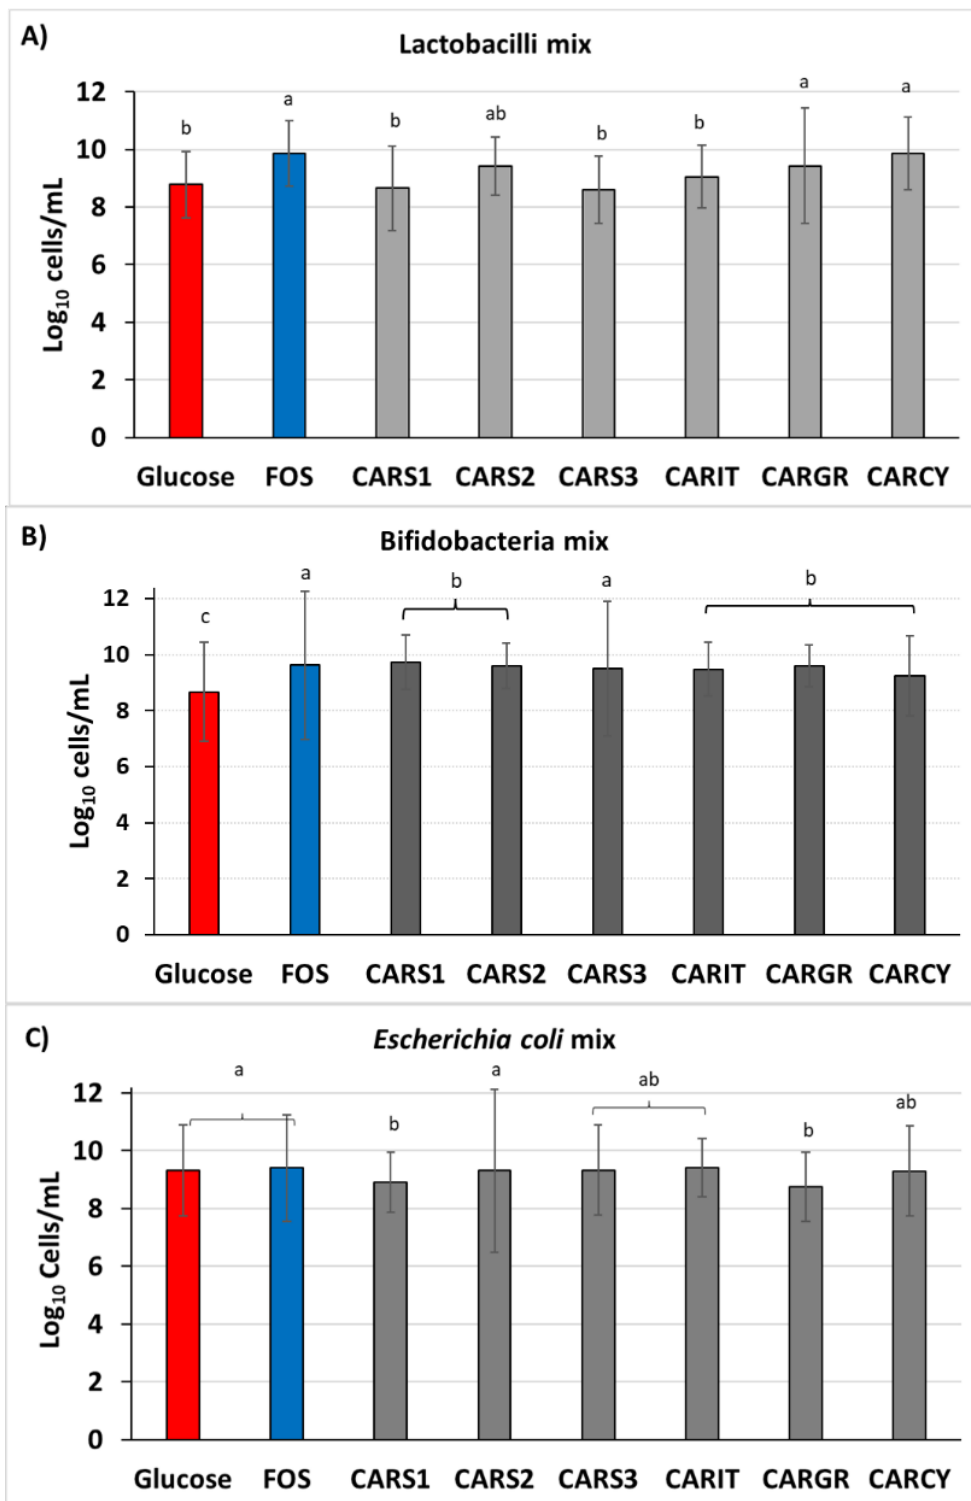 A)
Lactobacilli mix
Log₁₀ cells/mL
12
10
8
6
4
2
0
b
a
b
ab
b
b
a
a
Glucose FOS CARS1 CARS2 CARS3 CARIT CARGR CARCY
B)
Bifidobacteria mix
Log₁₀ cells/mL
12
10
8
6
4
2
0
c
a
b
a
b
Glucose FOS CARS1 CARS2 CARS3 CARIT CARGR CARCY
C)
Escherichia coli mix
Log₁₀ Cells/mL
12
10
8
6
4
2
0
a
b
a
ab
b
ab
Glucose FOS CARS1 CARS2 CARS3 CARIT CARGR CARCY